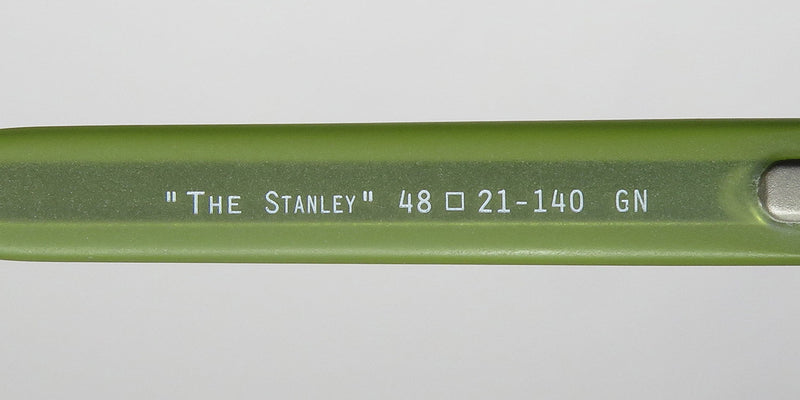 "THE STANLEY" 48 □ 21-140 GN